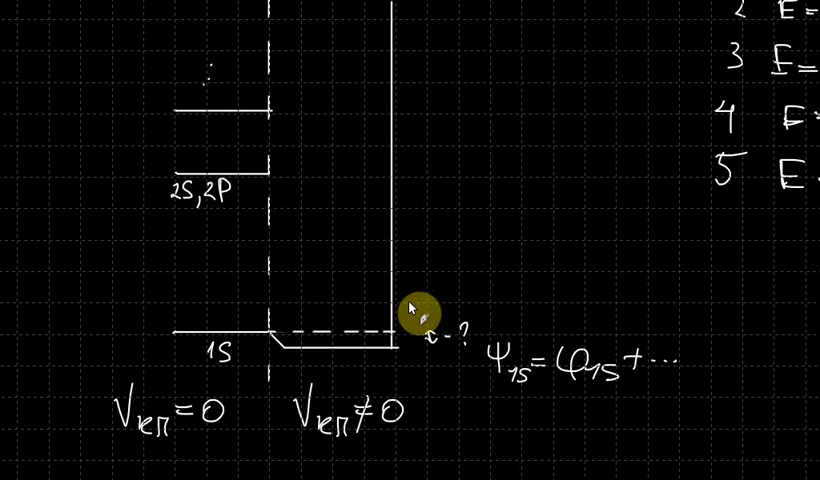 2 E=
3 E=
4 E=
5 E
2S,2P
←-?
1S
Ψ1S=φ1S+...
Vкп=0
Vкп≠0